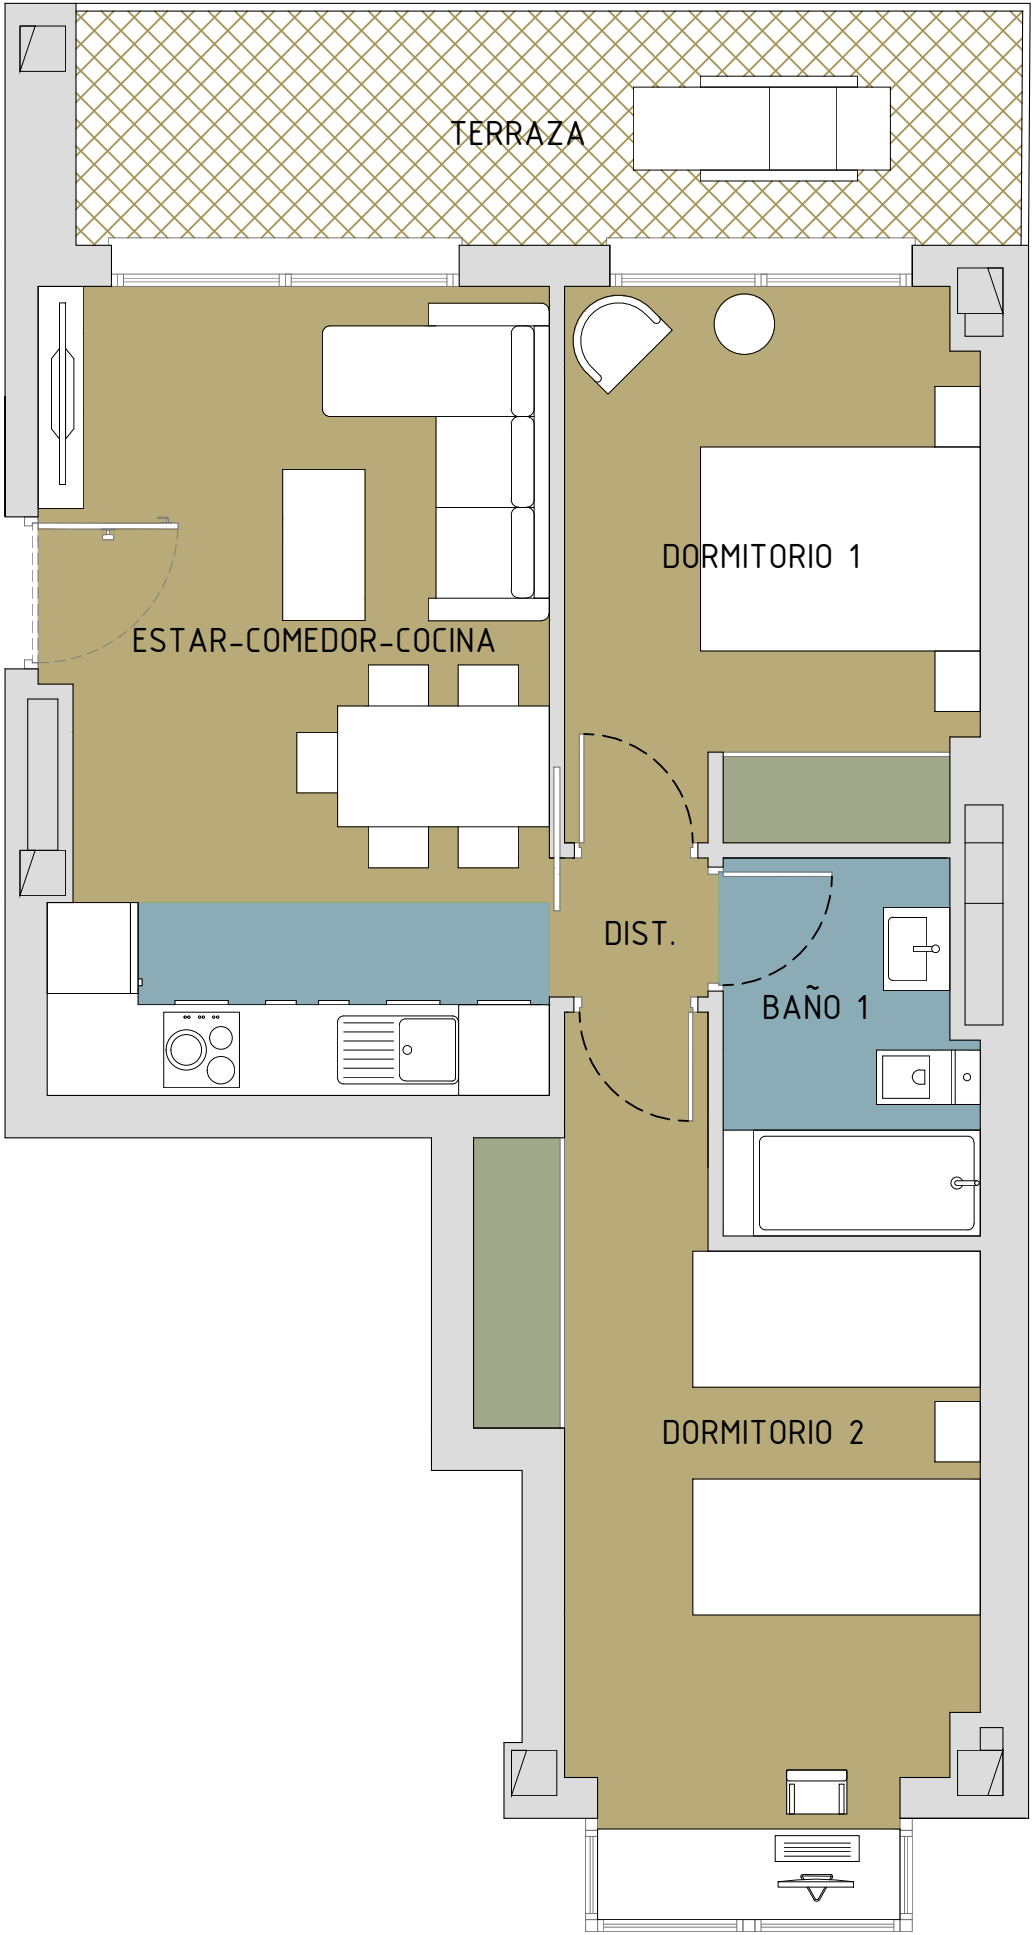 TERRAZA
DORMITORIO 1
ESTAR-COMEDOR-COCINA
DIST.
BAÑO 1
DORMITORIO 2